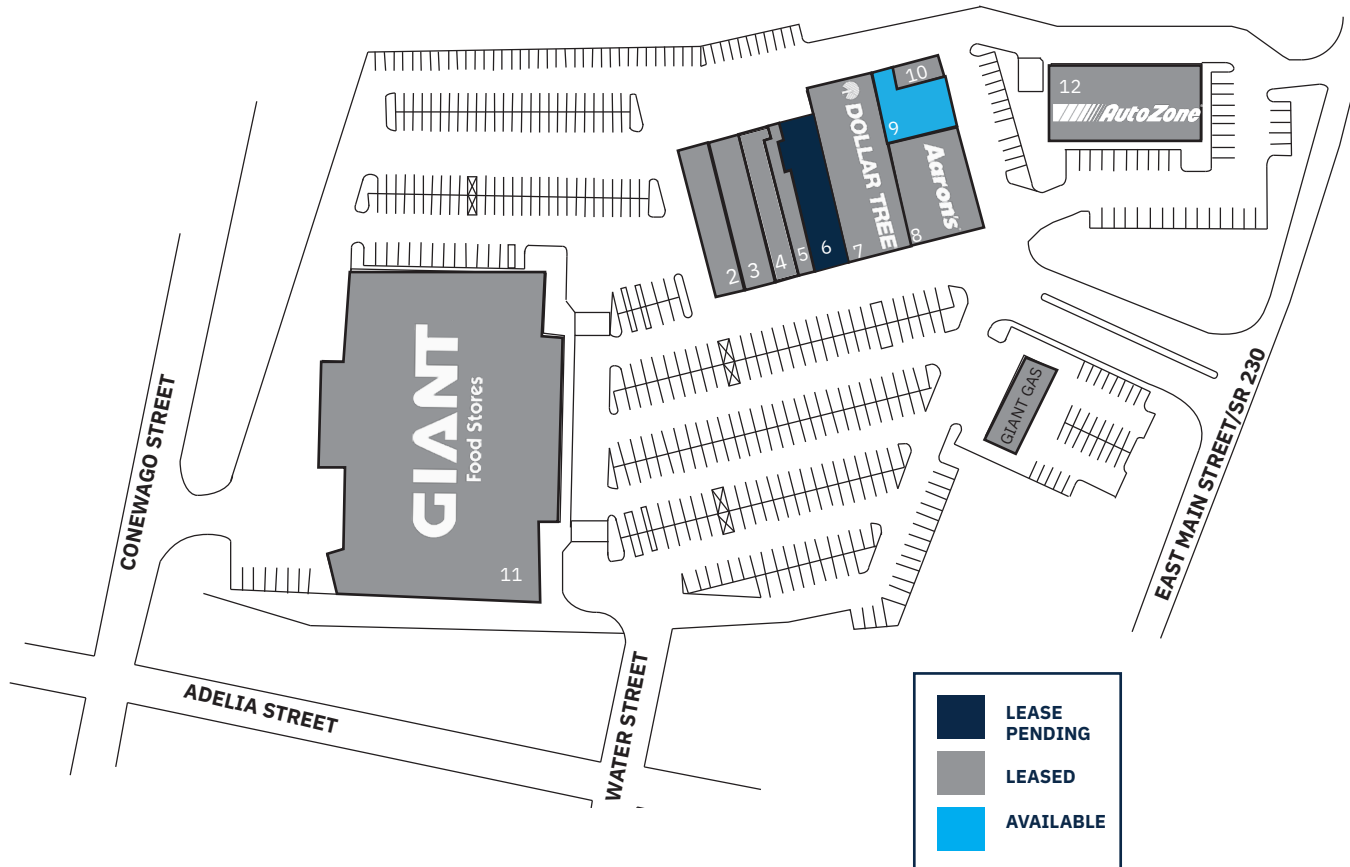 10
12
AutoZone
9
DOLLAR TREE
Aaron's
2
3
4
5
6
7
8
GIANT
Food Stores
11
GIANT GAS
CONEWAGO STREET
EAST MAIN STREET/SR 230
ADELIA STREET
WATER STREET
LEASE
PENDING
LEASED
AVAILABLE